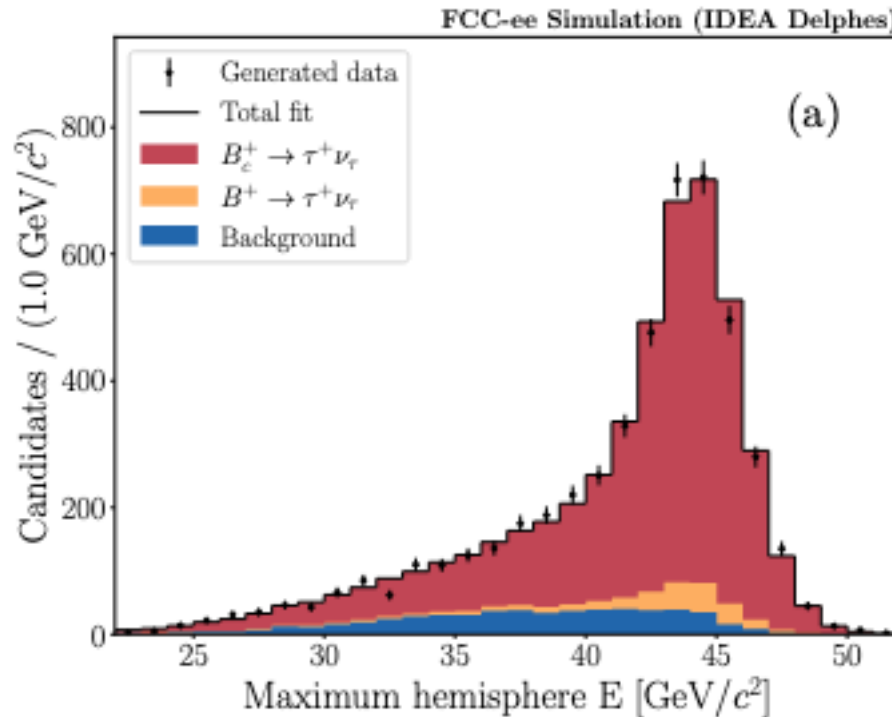 FCC-ee Simulation (IDEA Delphes)
Generated data
Total fit
B_c^+ → τ^+ν_τ
B^+ → τ^+ν_τ
Background
(a)
Candidates / (1.0 GeV/c^2)
800
600
400
200
0
25 30 35 40 45 50
Maximum hemisphere E [GeV/c^2]